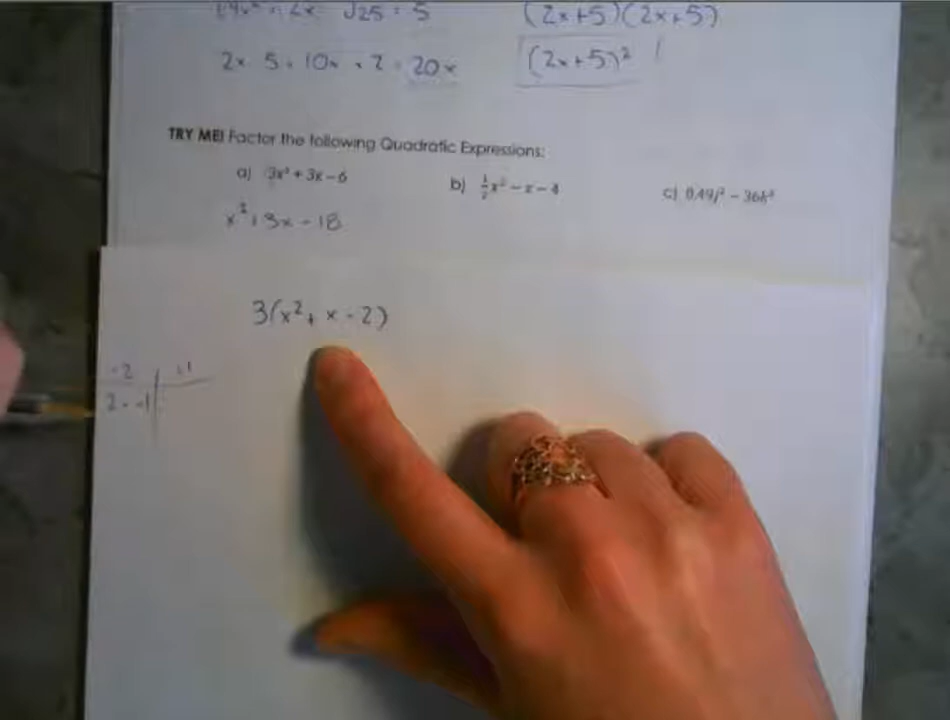 √25 = 5 (2x+5)(2x+5)
2x · 5 = 10x × 2 = 20x (2x+5)²
TRY ME! Factor the following Quadratic Expressions:
a) 3x² + 3x − 6 b) ½x² − x − 4 c) 0.49j² − 36k²
x² + 3x − 18
3(x² + x − 2)
-2 +1
2 · -1